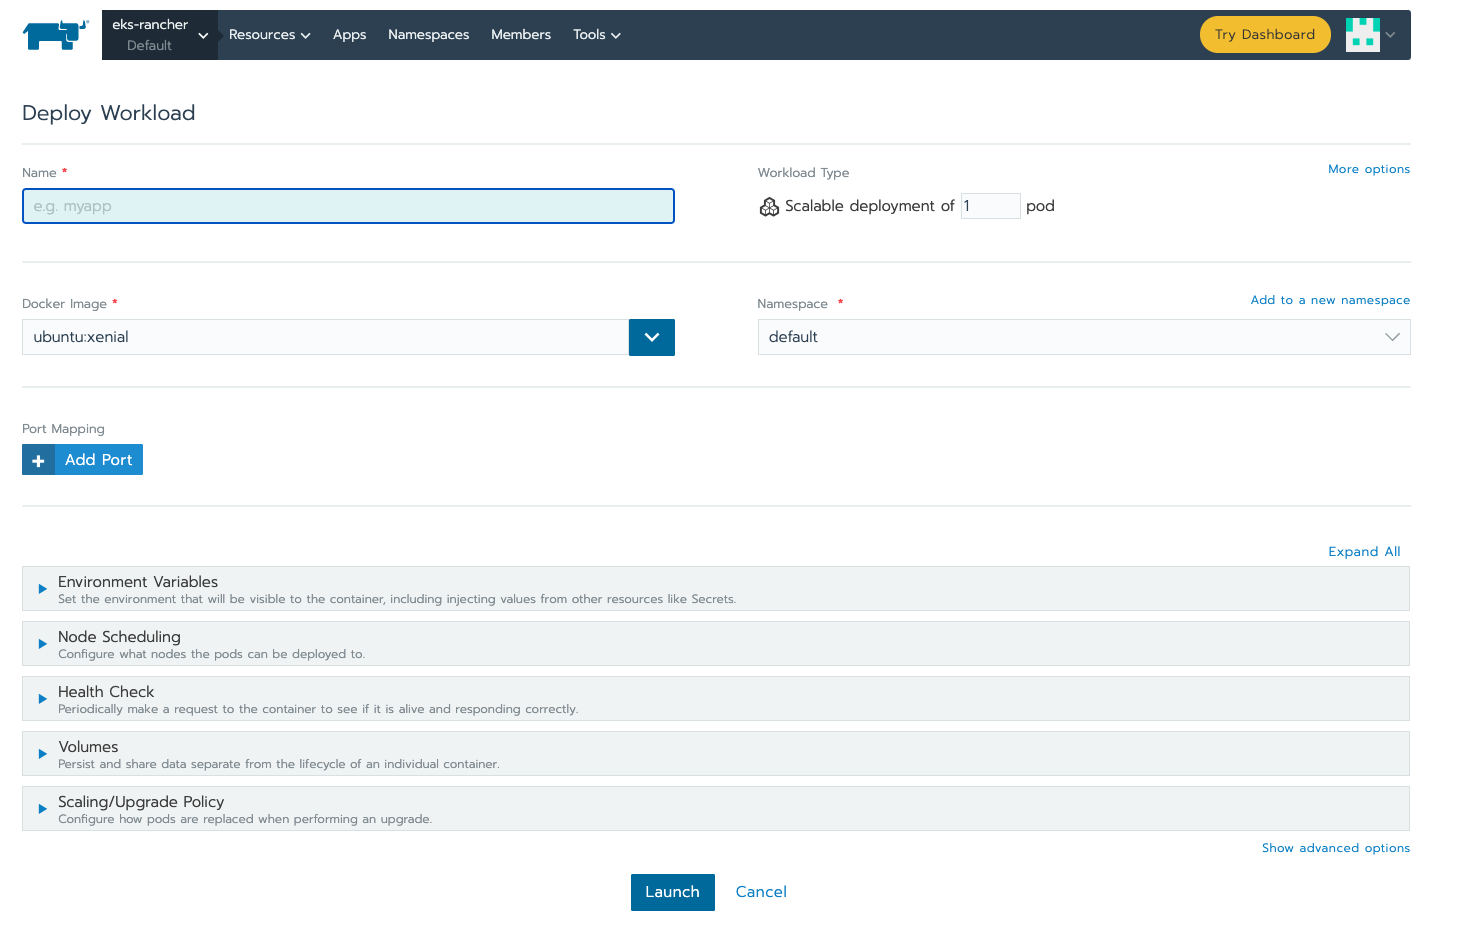 eks-rancher
Default
Resources
Apps
Namespaces
Members
Tools
Try Dashboard
Deploy Workload
Name *
e.g. myapp
Workload Type
More options
Scalable deployment of 1 pod
Docker Image *
ubuntu:xenial
Namespace *
Add to a new namespace
default
Port Mapping
+ Add Port
Expand All
Environment Variables
Set the environment that will be visible to the container, including injecting values from other resources like Secrets.
Node Scheduling
Configure what nodes the pods can be deployed to.
Health Check
Periodically make a request to the container to see if it is alive and responding correctly.
Volumes
Persist and share data separate from the lifecycle of an individual container.
Scaling/Upgrade Policy
Configure how pods are replaced when performing an upgrade.
Show advanced options
Launch
Cancel